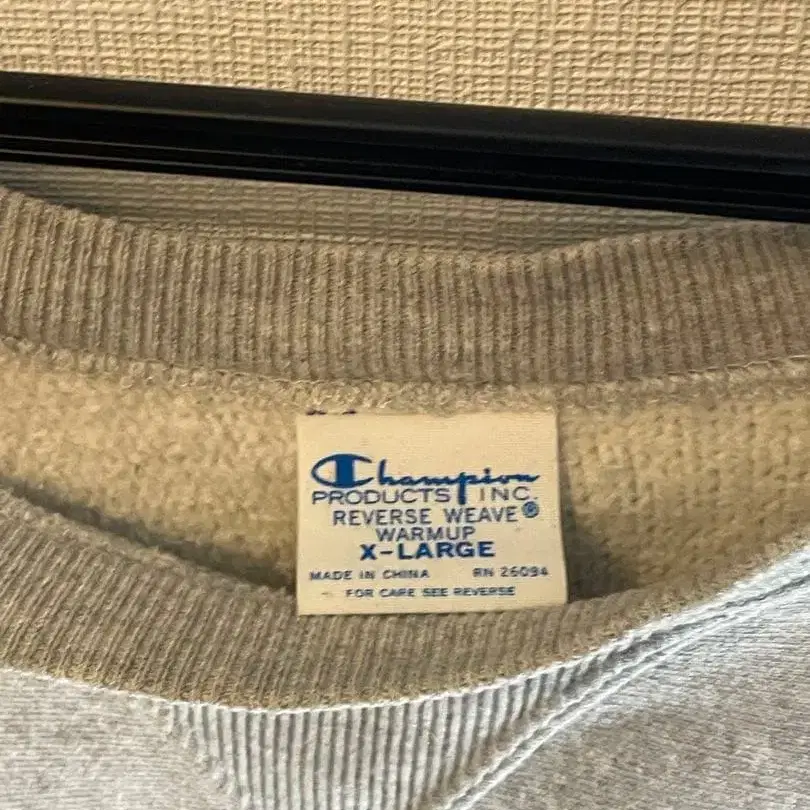 Champion
PRODUCTS INC.
REVERSE WEAVE®
WARMUP
X-LARGE
MADE IN CHINA RN 26094
FOR CARE SEE REVERSE